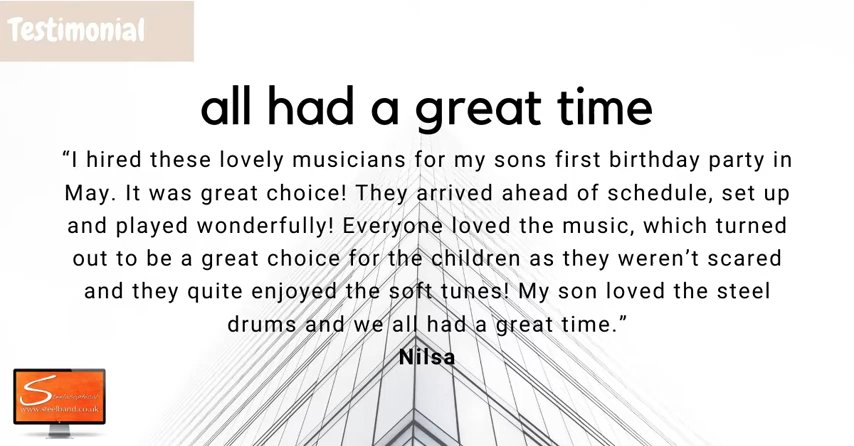 Testimonial
all had a great time
“I hired these lovely musicians for my sons first birthday party in
May. It was great choice! They arrived ahead of schedule, set up
and played wonderfully! Everyone loved the music, which turned
out to be a great choice for the children as they weren’t scared
and they quite enjoyed the soft tunes! My son loved the steel
drums and we all had a great time.”
Nilsa
www.steelband.co.uk